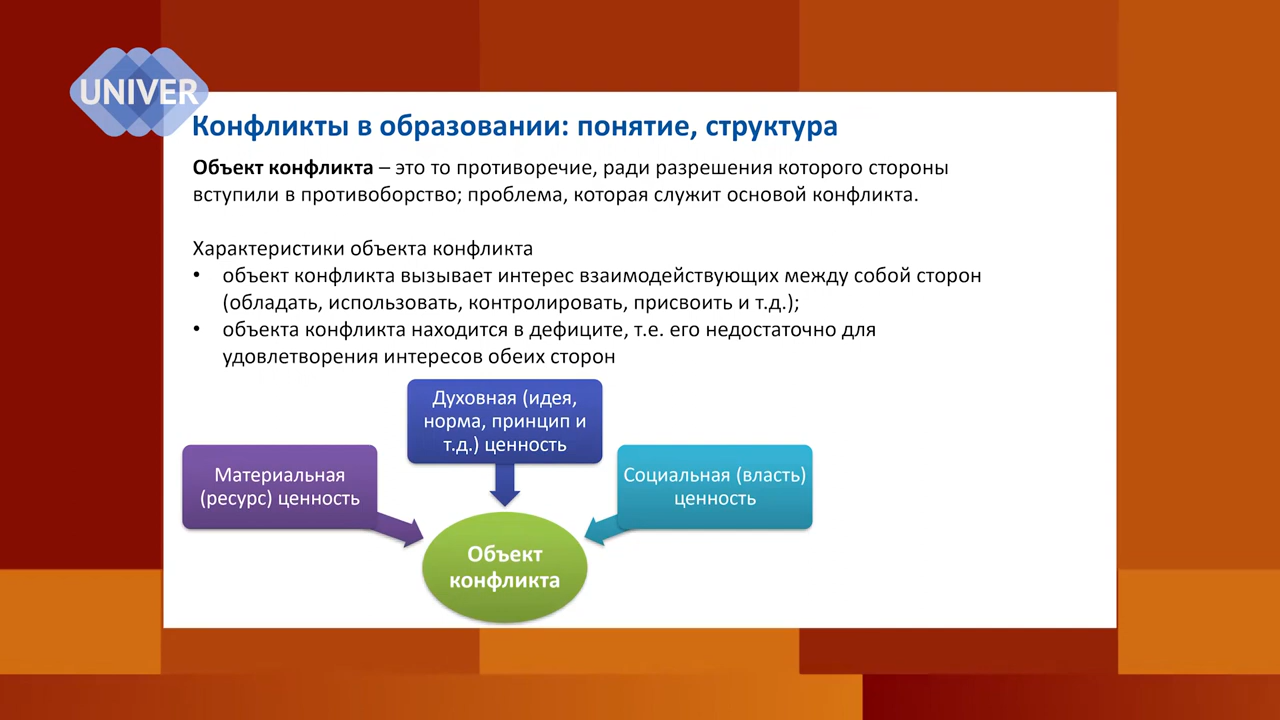 UNIVER
Конфликты в образовании: понятие, структура
Объект конфликта – это то противоречие, ради разрешения которого стороны
вступили в противоборство; проблема, которая служит основой конфликта.
Характеристики объекта конфликта
• объект конфликта вызывает интерес взаимодействующих между собой сторон
(обладать, использовать, контролировать, присвоить и т.д.);
• объекта конфликта находится в дефиците, т.е. его недостаточно для
удовлетворения интересов обеих сторон
Духовная (идея,
норма, принцип и
т.д.) ценность
Материальная
(ресурс) ценность
Социальная (власть)
ценность
Объект
конфликта